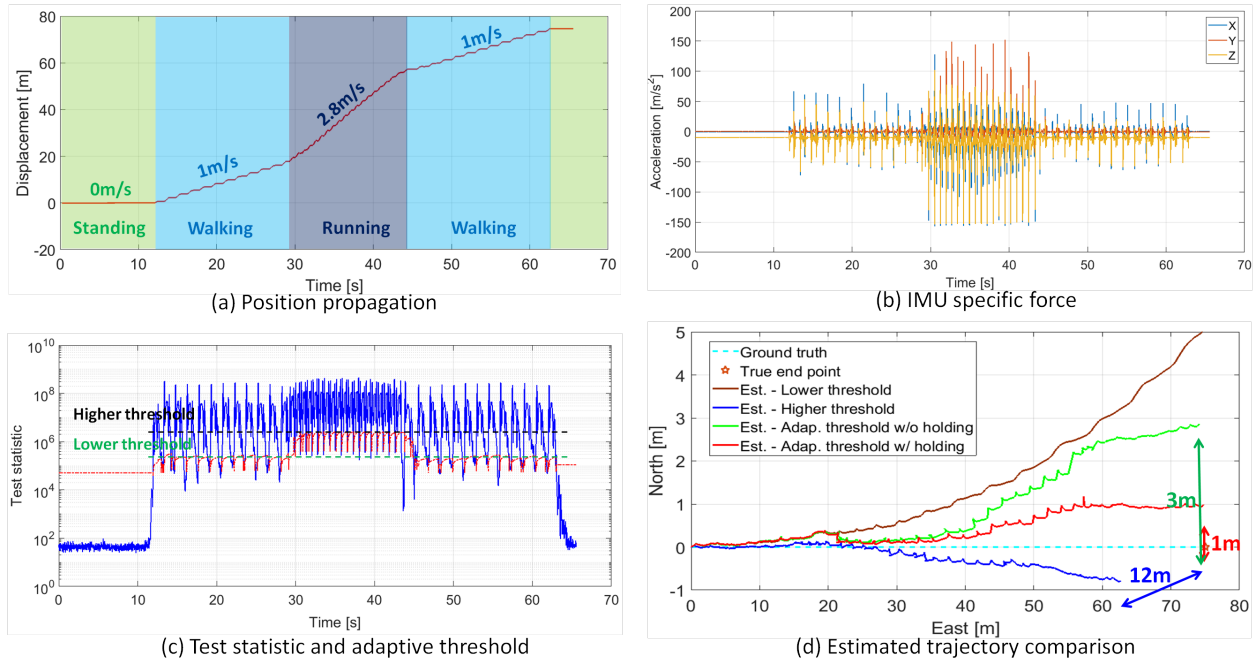 80
60
40
20
0
-20
Displacement [m]
0m/s
1m/s
2.8m/s
1m/s
Standing
Walking
Running
Walking
0 10 20 30 40 50 60 70
Time [s]
(a) Position propagation
200
150
100
50
0
-50
-100
-150
-200
Acceleration [m/s²]
X
Y
Z
0 10 20 30 40 50 60 70
Time [s]
(b) IMU specific force
10¹⁰
10⁸
10⁶
10⁴
10²
10⁰
Test statistic
Higher threshold
Lower threshold
0 10 20 30 40 50 60 70
Time [s]
(c) Test statistic and adaptive threshold
5
4
3
2
1
0
-1
North [m]
Ground truth
True end point
Est. - Lower threshold
Est. - Higher threshold
Est. - Adap. threshold w/o holding
Est. - Adap. threshold w/ holding
3m
1m
12m
0 10 20 30 40 50 60 70 80
East [m]
(d) Estimated trajectory comparison